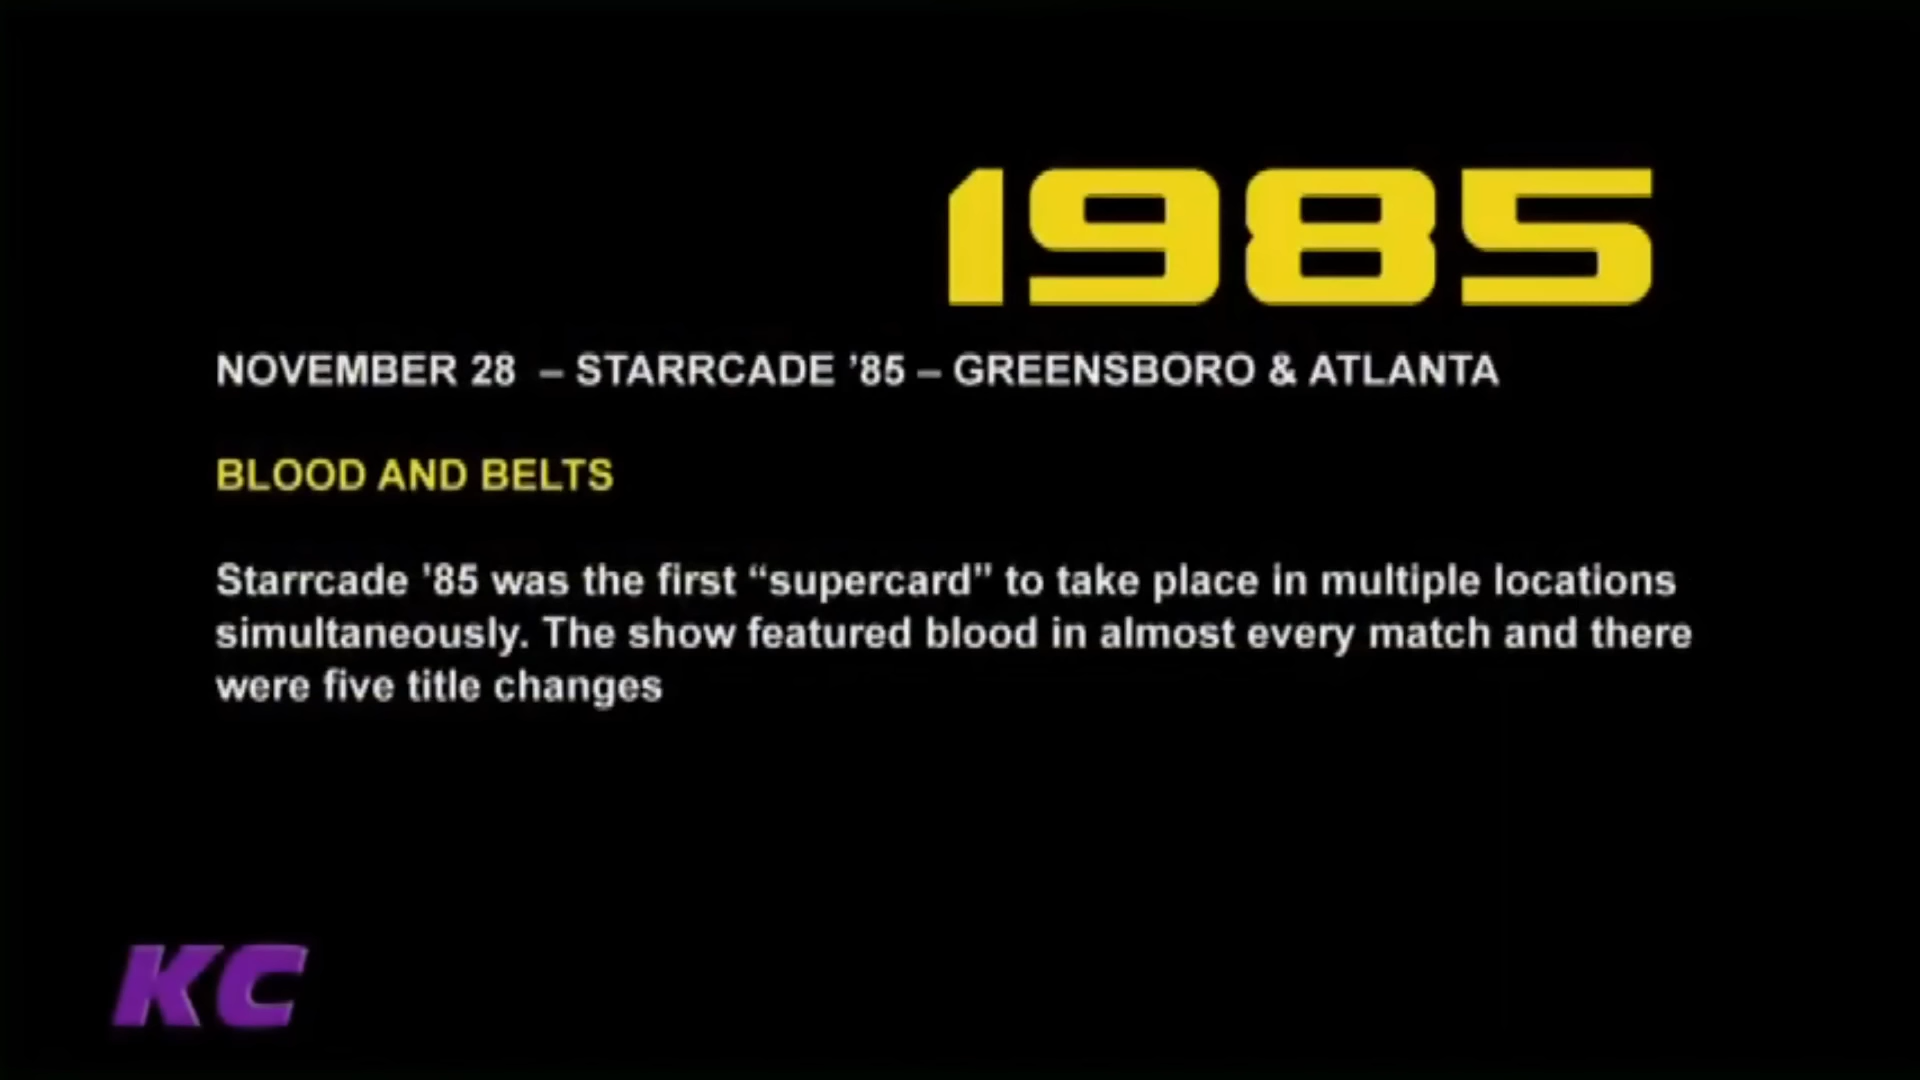 1985
NOVEMBER 28 – STARRCADE ’85 – GREENSBORO & ATLANTA
BLOOD AND BELTS
Starrcade ’85 was the first “supercard” to take place in multiple locations
simultaneously. The show featured blood in almost every match and there
were five title changes
KC